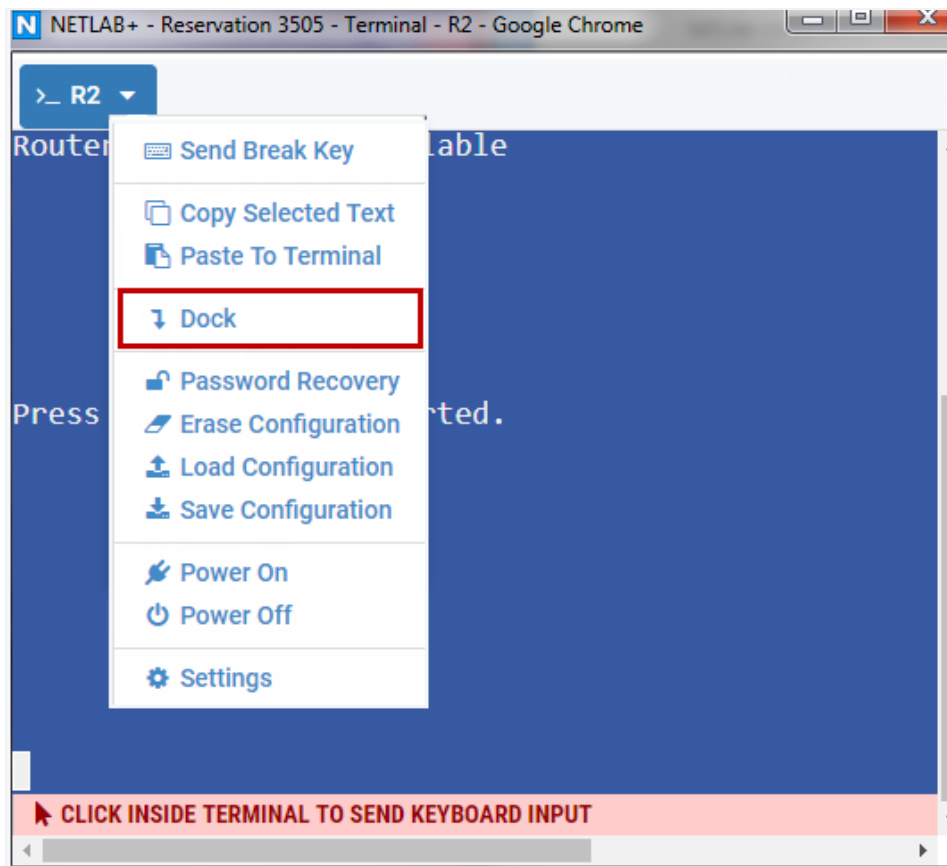 N NETLAB+ - Reservation 3505 - Terminal - R2 - Google Chrome
>_ R2
Router lable
Send Break Key
Copy Selected Text
Paste To Terminal
Dock
Password Recovery
Press rted.
Erase Configuration
Load Configuration
Save Configuration
Power On
Power Off
Settings
CLICK INSIDE TERMINAL TO SEND KEYBOARD INPUT